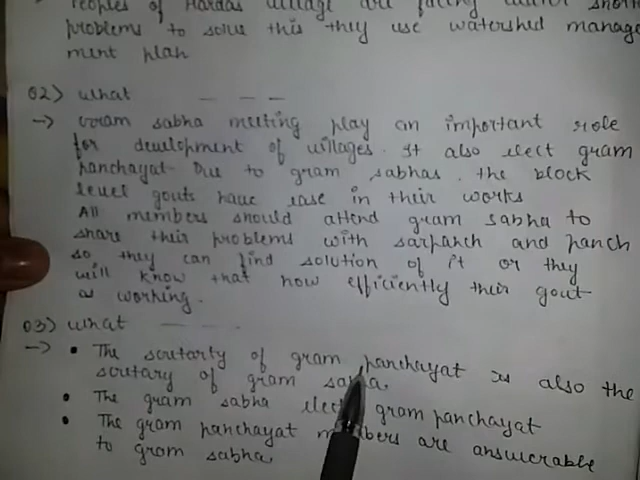 Peoples of Hardas village are facing water short
problems to solve this they use watershed manage
ment plan
Q2) What _ _ _
→ Gram sabha meeting play an important role
for development of villages. It also elect gram
panchayat. Due to gram sabhas, the block
level govts have ease in their works
All members should attend gram sabha to
share their problems with sarpanch and panch
so they can find solution of it or they
will know that how efficiently their govt
is working.
Q3) What _ _ _
→ • The scrutarty of gram panchayat is also the
scrutary of gram sabha.
• The gram sabha elect gram panchayat
• The gram panchayat members are answerable
to gram sabha.